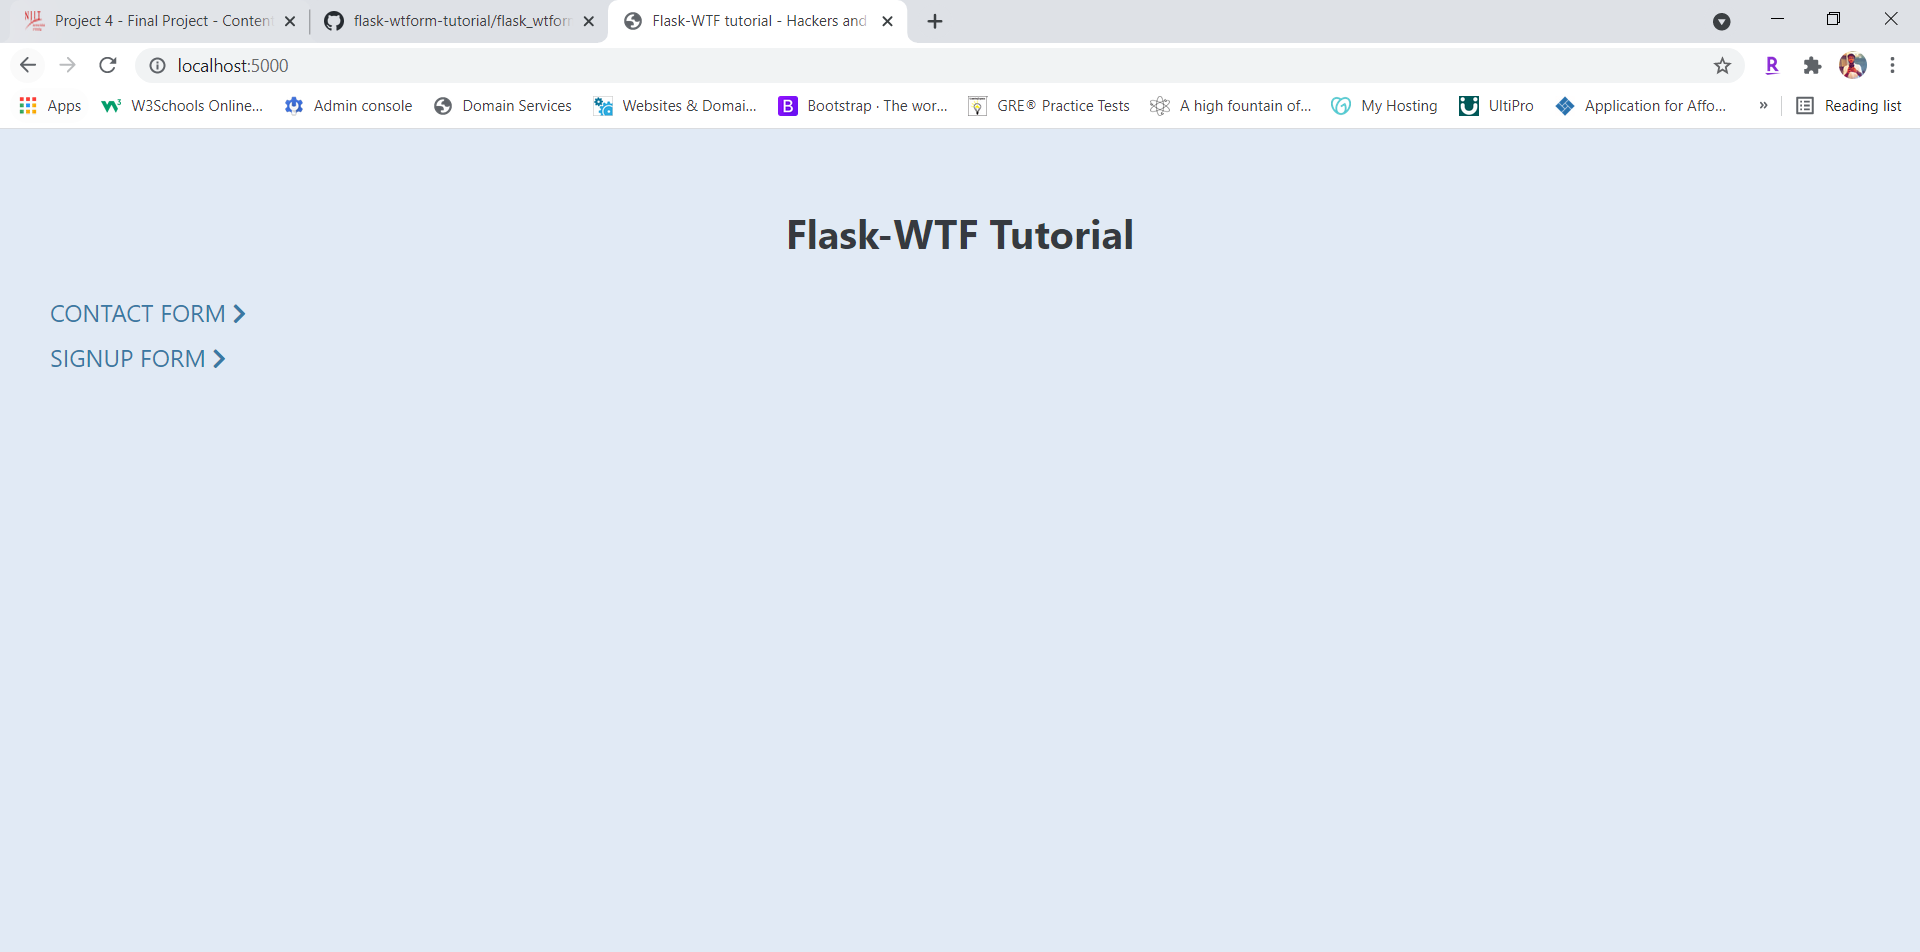 Project 4 - Final Project - Conten
flask-wtform-tutorial/flask_wtfor
Flask-WTF tutorial - Hackers and
localhost:5000
Apps
W3Schools Online...
Admin console
Domain Services
Websites & Domai...
Bootstrap · The wor...
GRE® Practice Tests
A high fountain of...
My Hosting
UltiPro
Application for Affo...
»
Reading list
Flask-WTF Tutorial
CONTACT FORM
SIGNUP FORM